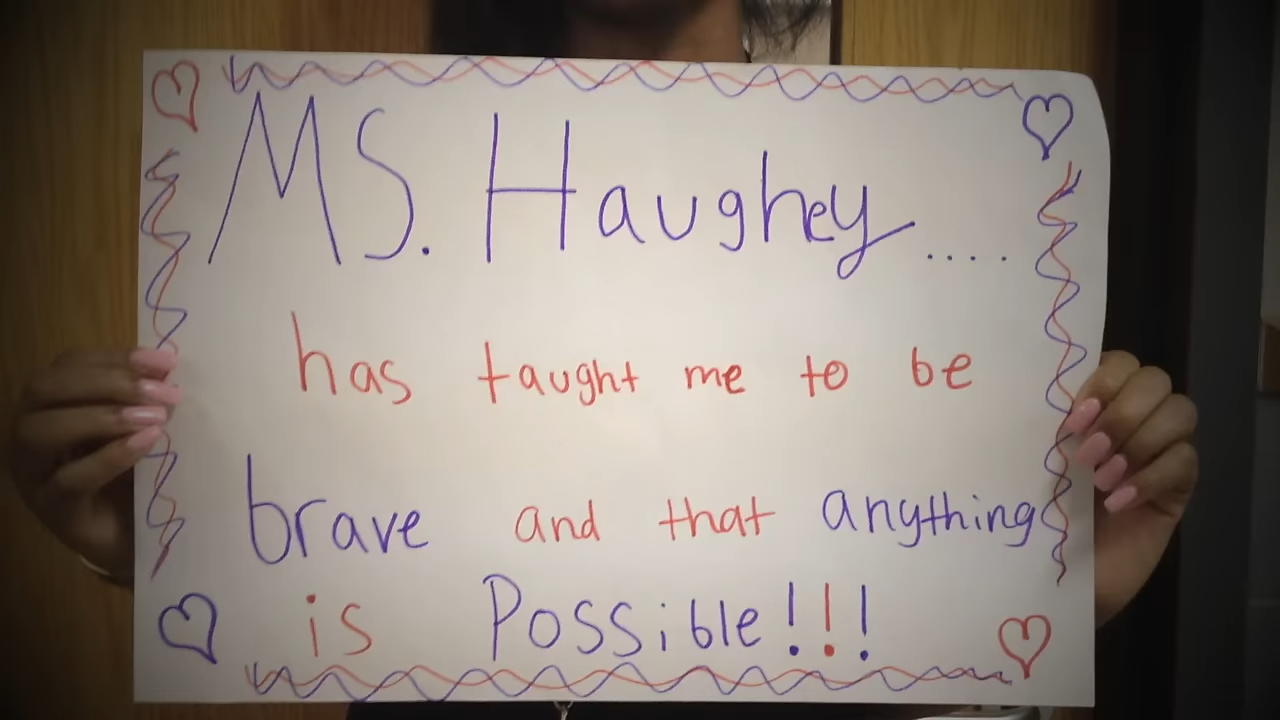 MS. Haughey....
has taught me to be
brave and that anything
is Possible!!!